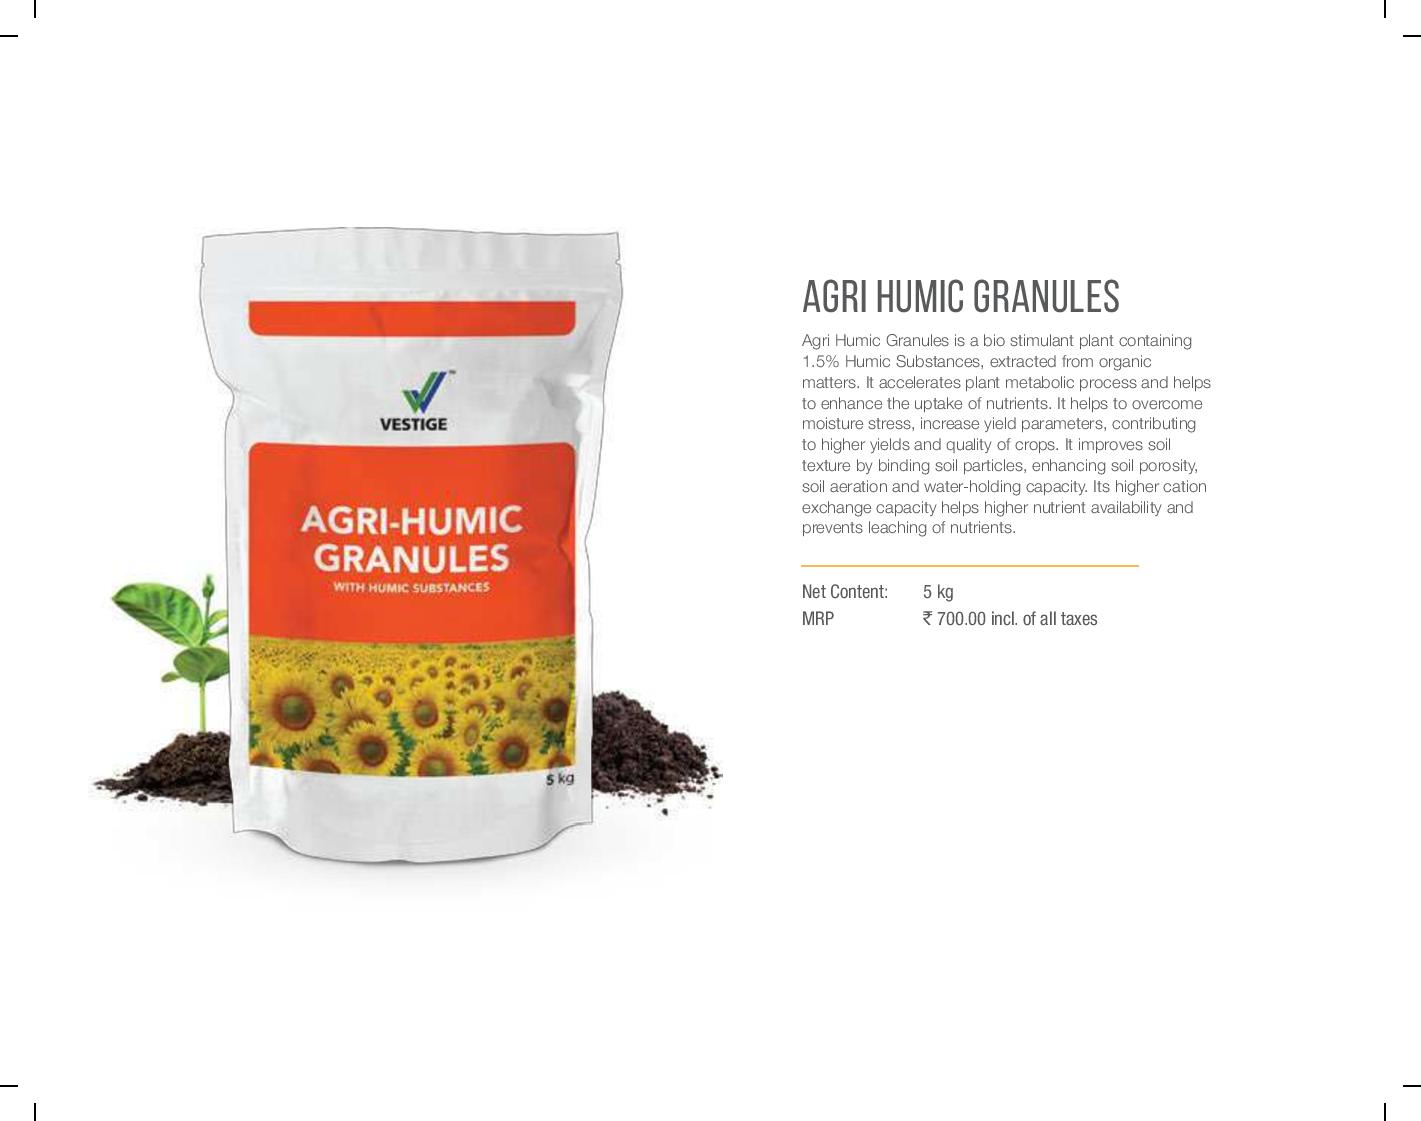 VESTIGE
AGRI-HUMIC
GRANULES
WITH HUMIC SUBSTANCES
5 kg
AGRI HUMIC GRANULES
Agri Humic Granules is a bio stimulant plant containing
1.5% Humic Substances, extracted from organic
matters. It accelerates plant metabolic process and helps
to enhance the uptake of nutrients. It helps to overcome
moisture stress, increase yield parameters, contributing
to higher yields and quality of crops. It improves soil
texture by binding soil particles, enhancing soil porosity,
soil aeration and water-holding capacity. Its higher cation
exchange capacity helps higher nutrient availability and
prevents leaching of nutrients.
Net Content: 5 kg
MRP ₹ 700.00 incl. of all taxes